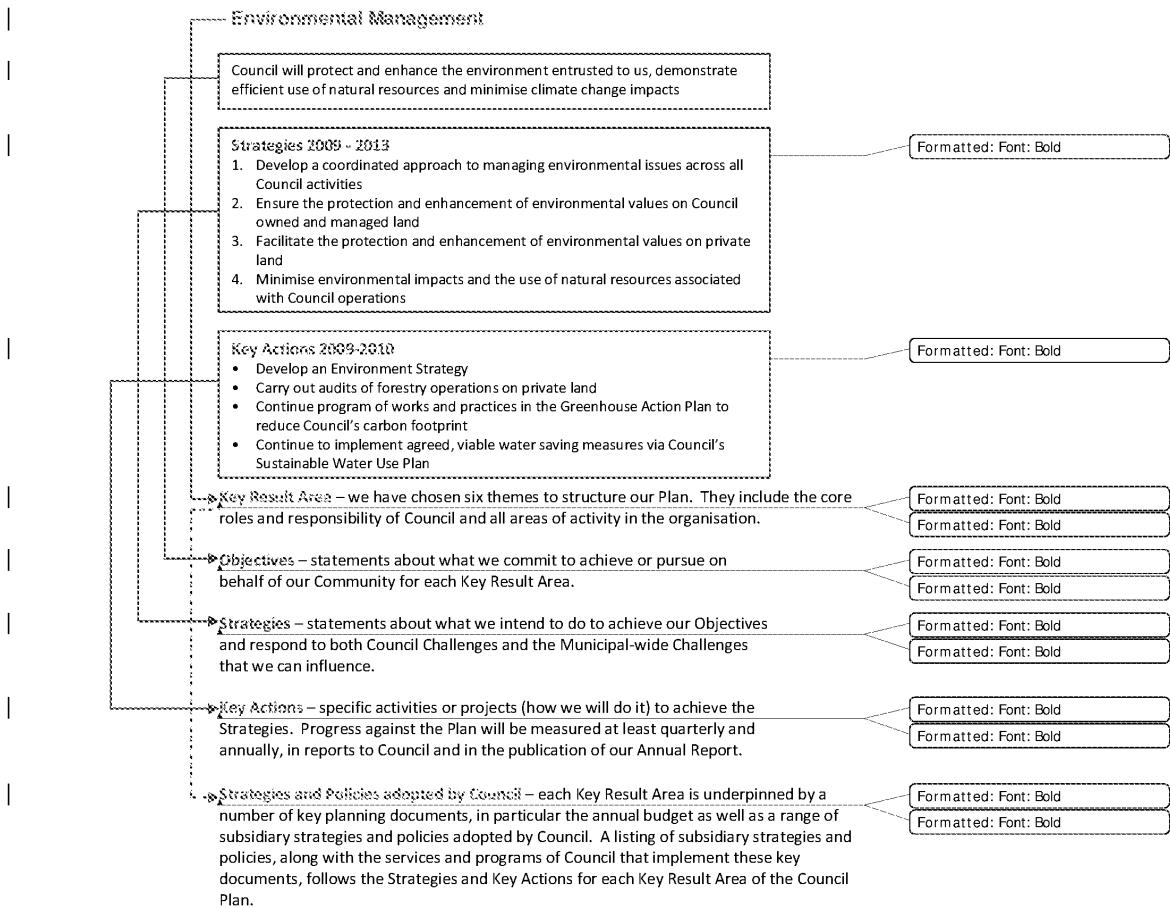 Environmental Management
Council will protect and enhance the environment entrusted to us, demonstrate
efficient use of natural resources and minimise climate change impacts
Strategies 2009 - 2013
1. Develop a coordinated approach to managing environmental issues across all
Council activities
2. Ensure the protection and enhancement of environmental values on Council
owned and managed land
3. Facilitate the protection and enhancement of environmental values on private
land
4. Minimise environmental impacts and the use of natural resources associated
with Council operations
Formatted: Font: Bold
Key Actions 2009-2010
• Develop an Environment Strategy
• Carry out audits of forestry operations on private land
• Continue program of works and practices in the Greenhouse Action Plan to
reduce Council's carbon footprint
• Continue to implement agreed, viable water saving measures via Council's
Sustainable Water Use Plan
Formatted: Font: Bold
Key Result Area – we have chosen six themes to structure our Plan. They include the core
roles and responsibility of Council and all areas of activity in the organisation.
Formatted: Font: Bold
Formatted: Font: Bold
Objectives – statements about what we commit to achieve or pursue on
behalf of our Community for each Key Result Area.
Formatted: Font: Bold
Formatted: Font: Bold
Strategies – statements about what we intend to do to achieve our Objectives
and respond to both Council Challenges and the Municipal-wide Challenges
that we can influence.
Formatted: Font: Bold
Formatted: Font: Bold
Key Actions – specific activities or projects (how we will do it) to achieve the
Strategies. Progress against the Plan will be measured at least quarterly and
annually, in reports to Council and in the publication of our Annual Report.
Formatted: Font: Bold
Formatted: Font: Bold
Strategies and Policies adopted by Council – each Key Result Area is underpinned by a
number of key planning documents, in particular the annual budget as well as a range of
subsidiary strategies and policies adopted by Council. A listing of subsidiary strategies and
policies, along with the services and programs of Council that implement these key
documents, follows the Strategies and Key Actions for each Key Result Area of the Council
Plan.
Formatted: Font: Bold
Formatted: Font: Bold